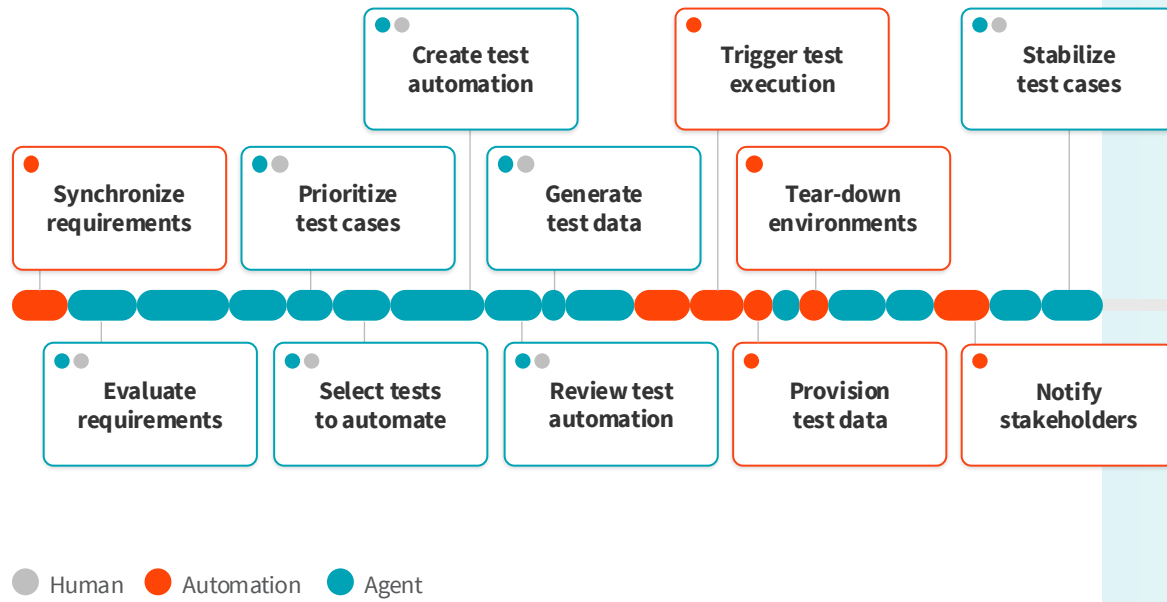 Create test
automation
Trigger test
execution
Stabilize
test cases
Synchronize
requirements
Prioritize
test cases
Generate
test data
Tear-down
environments
Evaluate
requirements
Select tests
to automate
Review test
automation
Provision
test data
Notify
stakeholders
Human
Automation
Agent